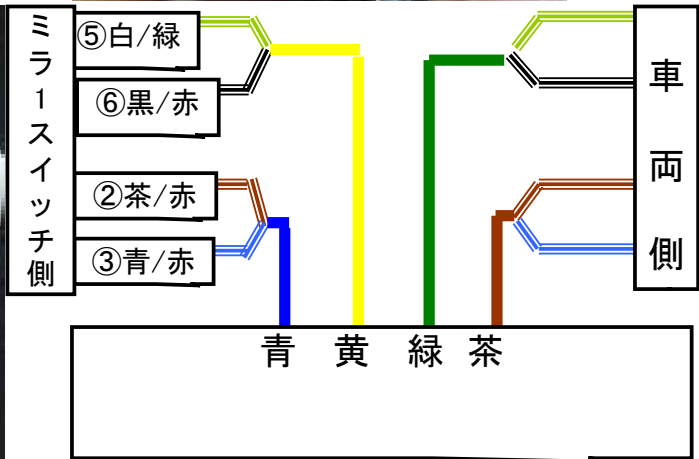 ミラースイッチ側
⑤白/緑
⑥黒/赤
②茶/赤
③青/赤
車両側
青 黄 緑 茶